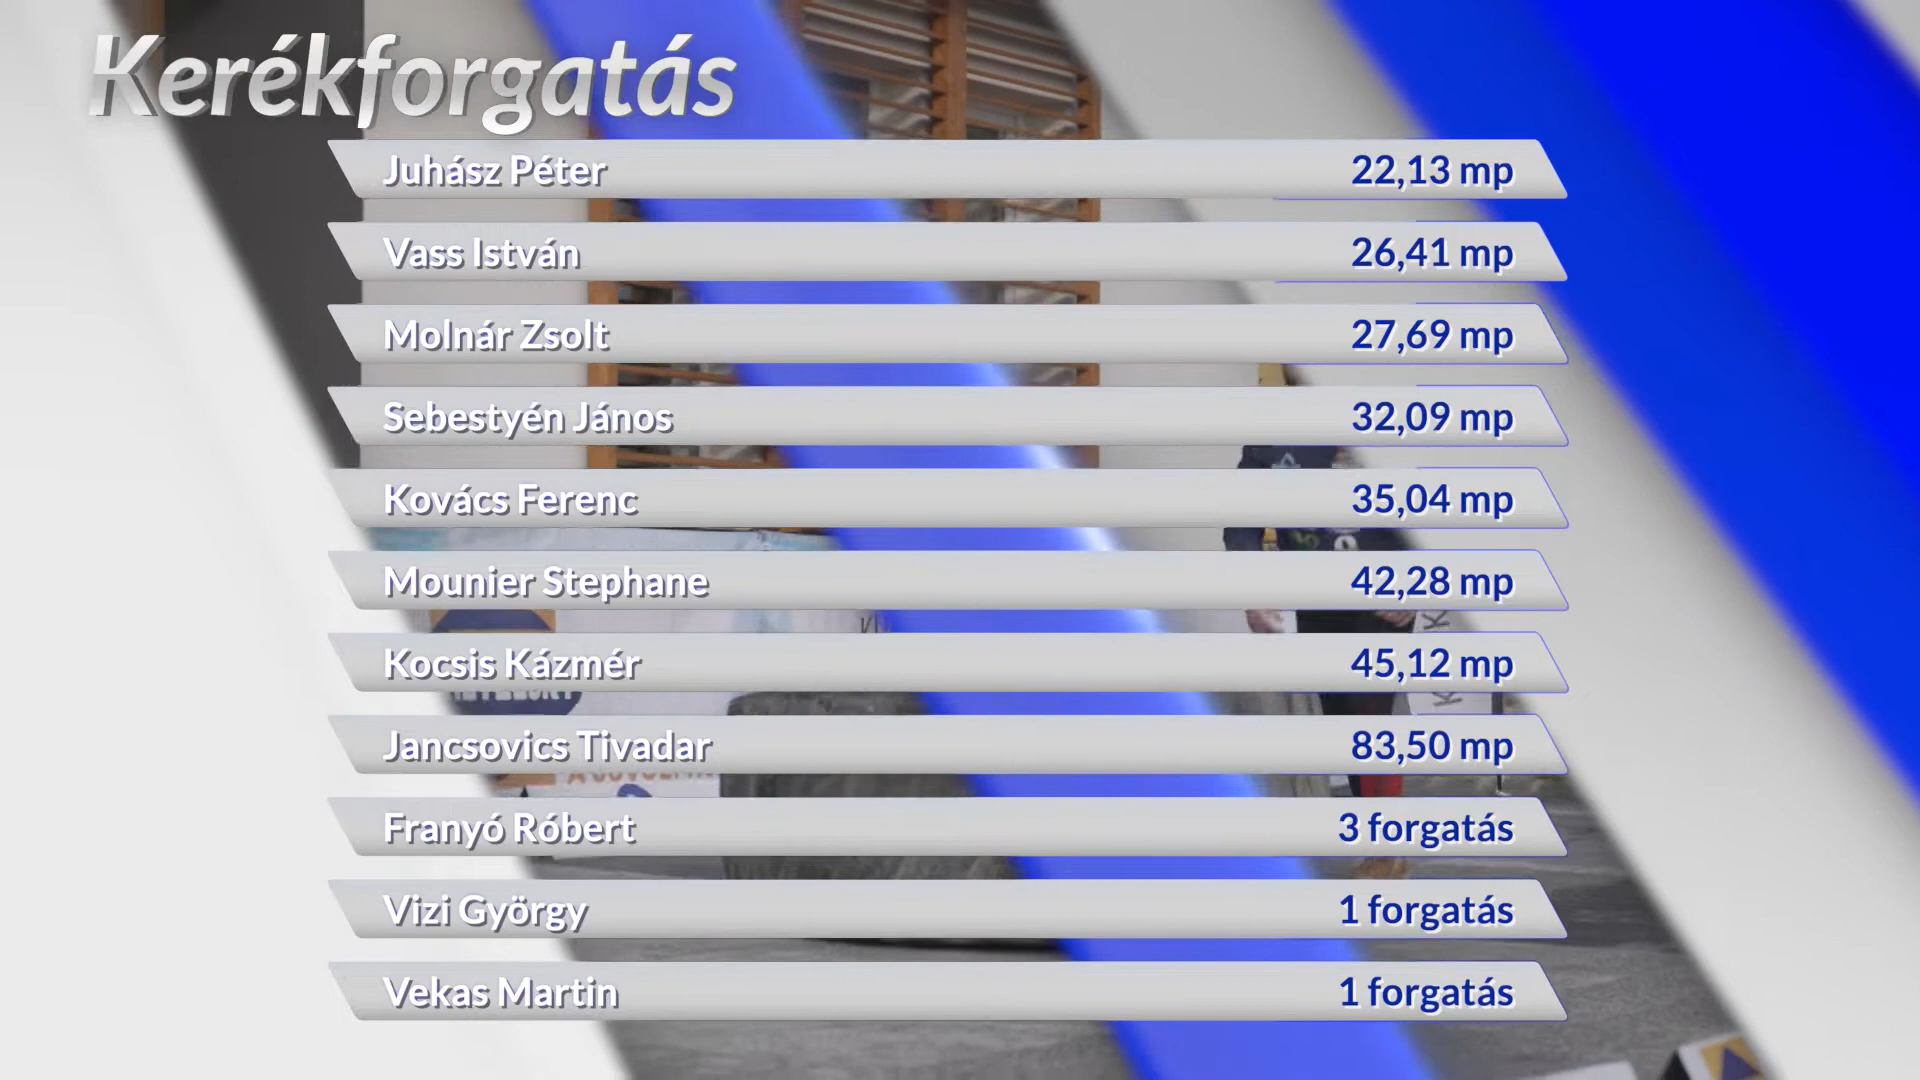 Kerékforgatás
Juhász Péter 22,13 mp
Vass István 26,41 mp
Molnár Zsolt 27,69 mp
Sebestyén János 32,09 mp
Kovács Ferenc 35,04 mp
Mounier Stephane 42,28 mp
Kocsis Kázmér 45,12 mp
Jancsovics Tivadar 83,50 mp
Franyó Róbert 3 forgatás
Vizi György 1 forgatás
Vekas Martin 1 forgatás